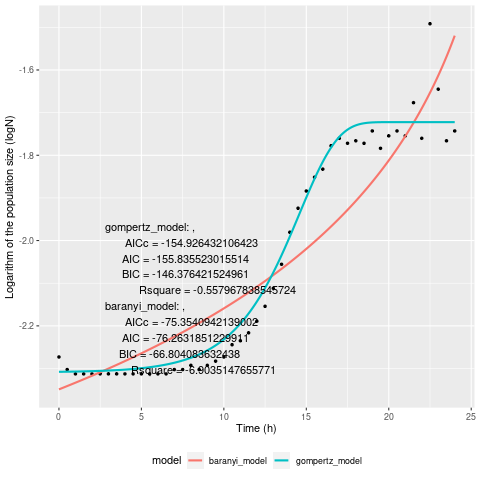 -1.6
-1.8
-2.0
-2.2
Logarithm of the population size (logN)
gompertz_model: ,
AICc = -154.926432106423
AIC = -155.835523015514
BIC = -146.376421524961
Rsquare = -0.557967838545724
baranyi_model: ,
AICc = -75.3540942139002
AIC = -76.2631851229911
BIC = -66.804083632438
Rsquare = -6.9035147655771
0 5 10 15 20 25
Time (h)
model baranyi_model gompertz_model